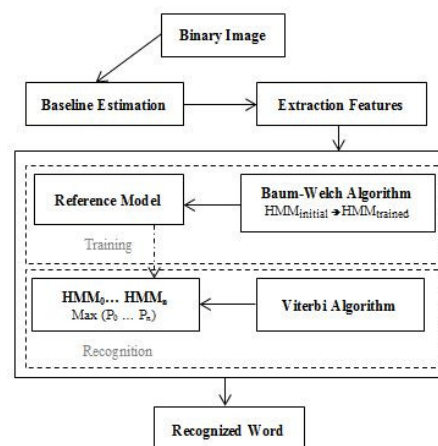 Binary Image
Baseline Estimation
Extraction Features
Reference Model
Baum-Welch Algorithm
HMMinitial ➔HMMtrained
Training
HMM0... HMMn
Max (P0 ... Pn)
Viterbi Algorithm
Recognition
Recognized Word